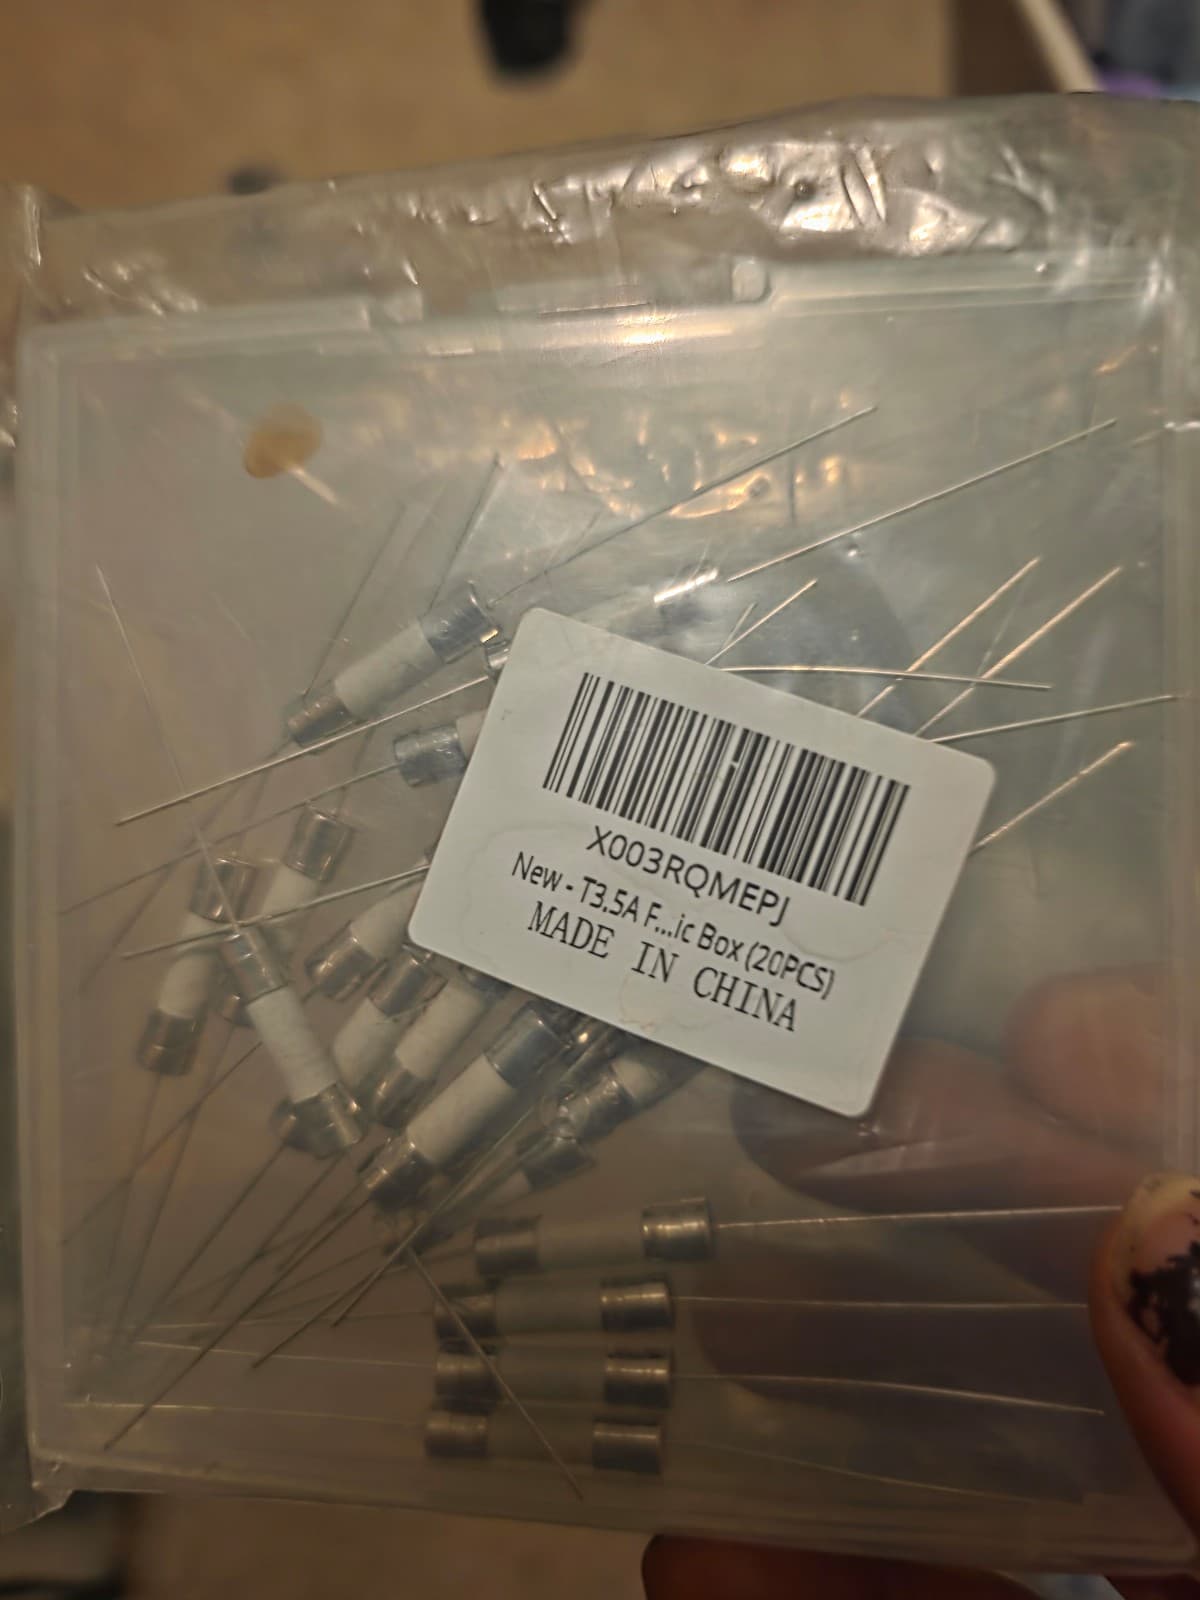 X003RQMEPJ
New - T3.5A F...ic Box (20PCS)
MADE IN CHINA